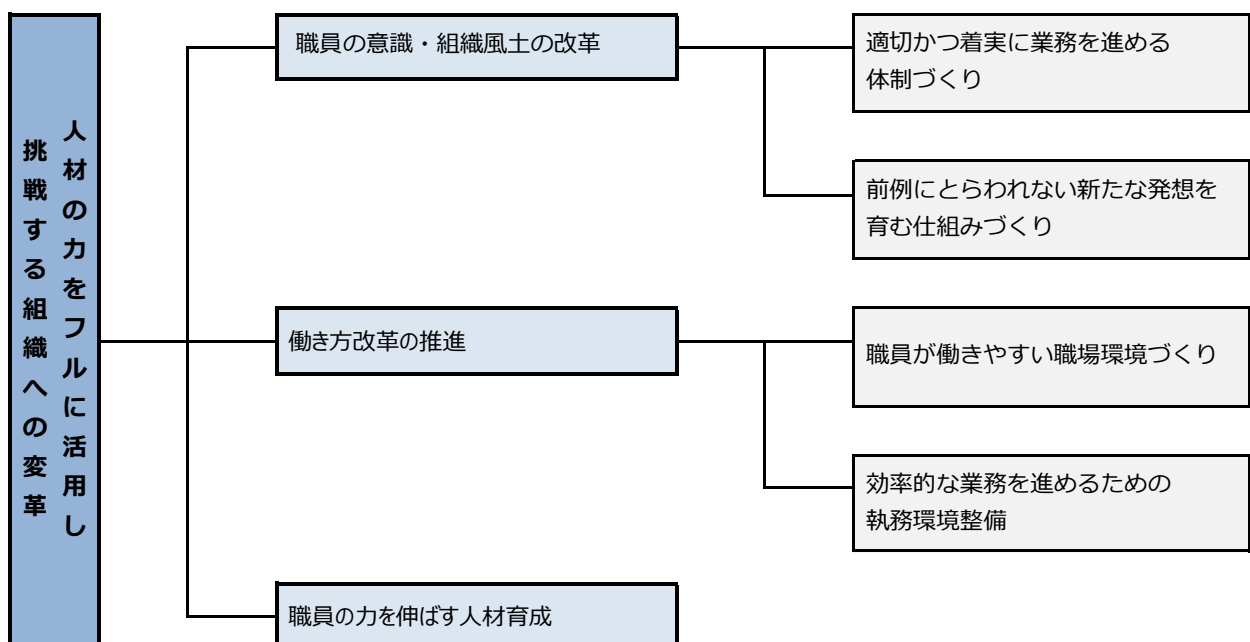 人材の力をフルに活用し
挑戦する組織への変革
職員の意識・組織風土の改革
適切かつ着実に業務を進める
体制づくり
前例にとらわれない新たな発想を
育む仕組みづくり
働き方改革の推進
職員が働きやすい職場環境づくり
効率的な業務を進めるための
執務環境整備
職員の力を伸ばす人材育成